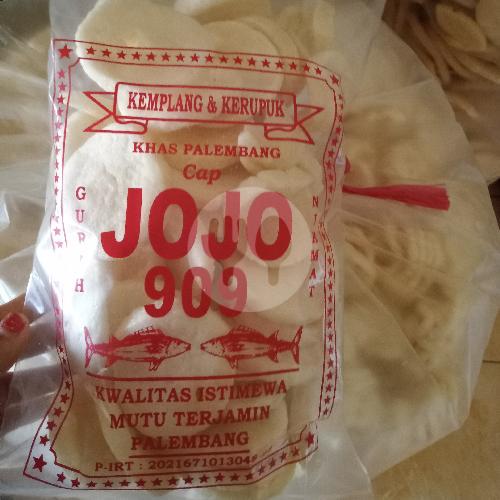 KEMPLANG & KERUPUK
KHAS PALEMBANG
Cap
GURIH
JOJO
909
NIKMAT
KWALITAS ISTIMEWA
MUTU TERJAMIN
PALEMBANG
P-IRT : 202167101304